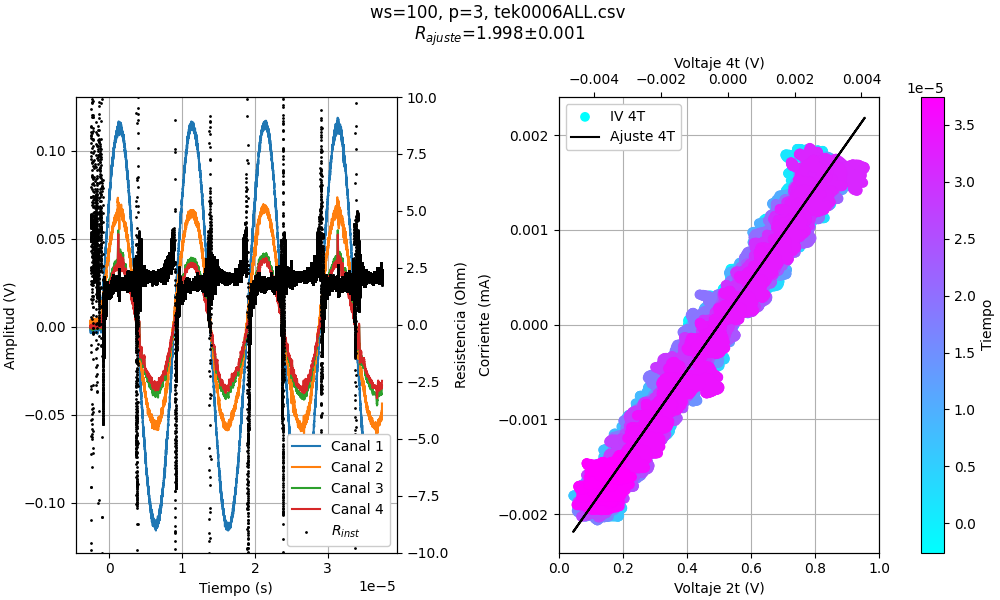 ws=100, p=3, tek0006ALL.csv
R_ajuste=1.998±0.001
0.10
0.05
0.00
−0.05
−0.10
Amplitud (V)
0
1
2
3
1e−5
Tiempo (s)
10.0
7.5
5.0
2.5
0.0
−2.5
−5.0
−7.5
−10.0
Resistencia (Ohm)
Canal 1
Canal 2
Canal 3
Canal 4
R_inst
Voltaje 4t (V)
−0.004
−0.002
0.000
0.002
0.004
IV 4T
Ajuste 4T
0.002
0.001
0.000
−0.001
−0.002
Corriente (mA)
0.0
0.2
0.4
0.6
0.8
1.0
Voltaje 2t (V)
1e−5
3.5
3.0
2.5
2.0
1.5
1.0
0.5
0.0
Tiempo